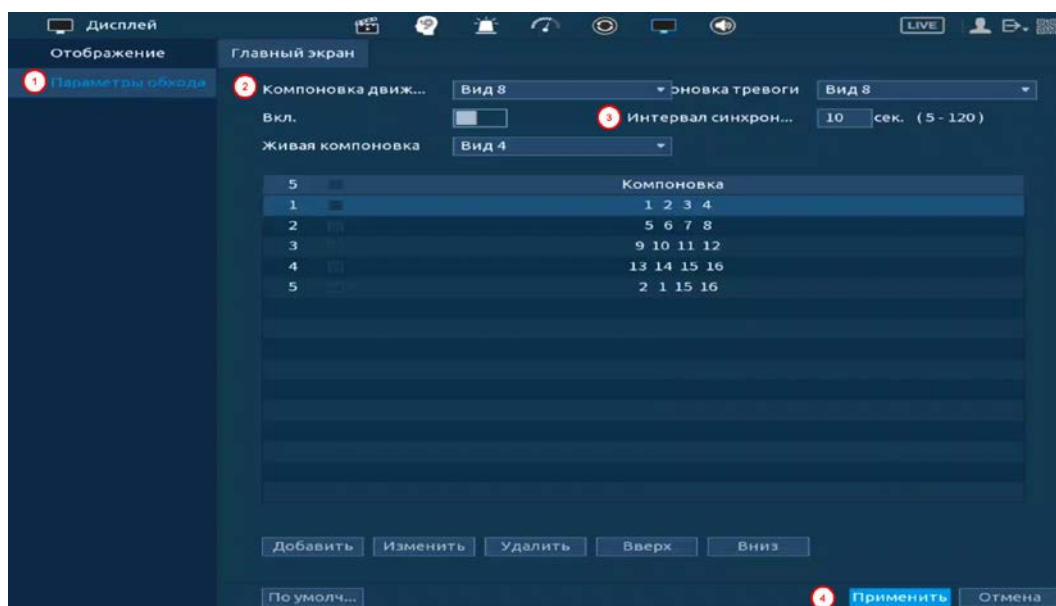 Дисплей LIVE
Отображение Главный экран
1 Параметры обхода 2 Компоновка движ... Вид 8 оновка тревоги Вид 8
Вкл. 3 Интервал синхрон... 10 сек. (5-120)
Живая компоновка Вид 4
5 Компоновка
1 1 2 3 4
2 5 6 7 8
3 9 10 11 12
4 13 14 15 16
5 2 1 15 16
Добавить Изменить Удалить Вверх Вниз
По умолч... 4 Применить Отмена